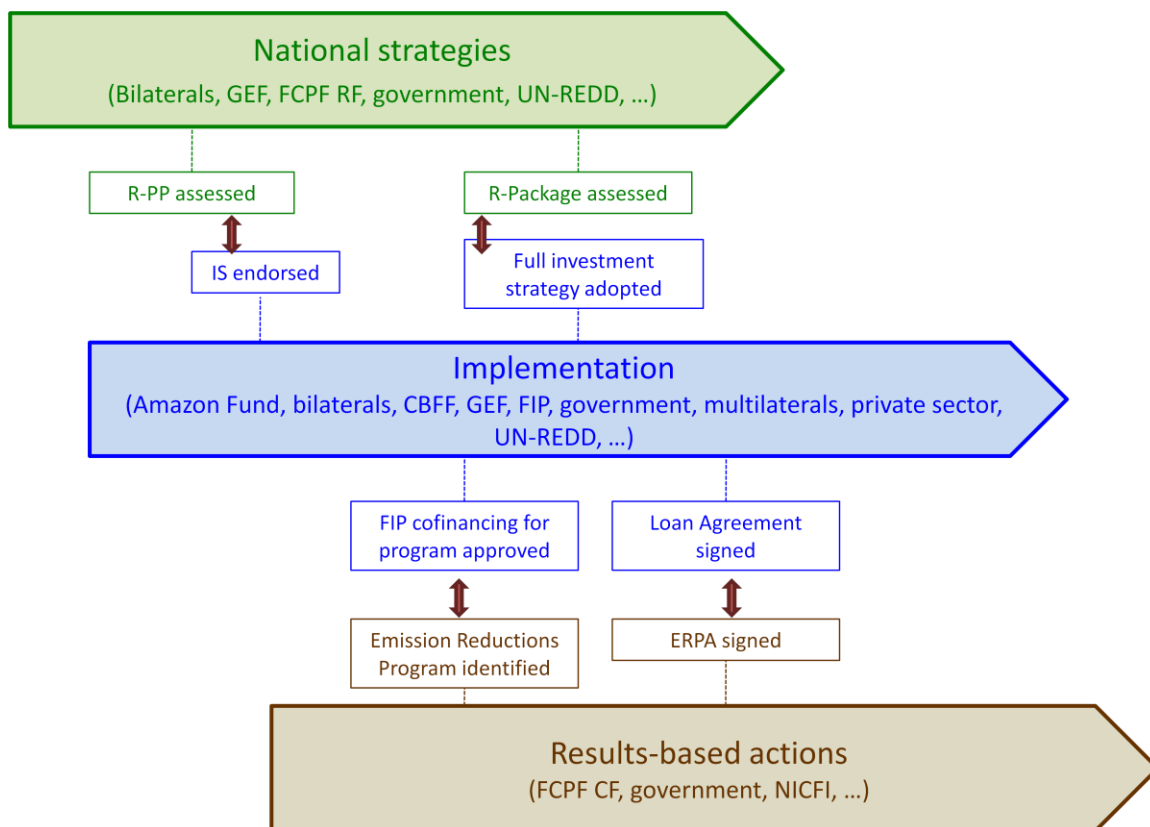 National strategies
(Bilaterals, GEF, FCPF RF, government, UN-REDD, ...)
R-PP assessed
R-Package assessed
IS endorsed
Full investment
strategy adopted
Implementation
(Amazon Fund, bilaterals, CBFF, GEF, FIP, government, multilaterals, private sector,
UN-REDD, ...)
FIP cofinancing for
program approved
Loan Agreement
signed
Emission Reductions
Program identified
ERPA signed
Results-based actions
(FCPF CF, government, NICFI, ...)